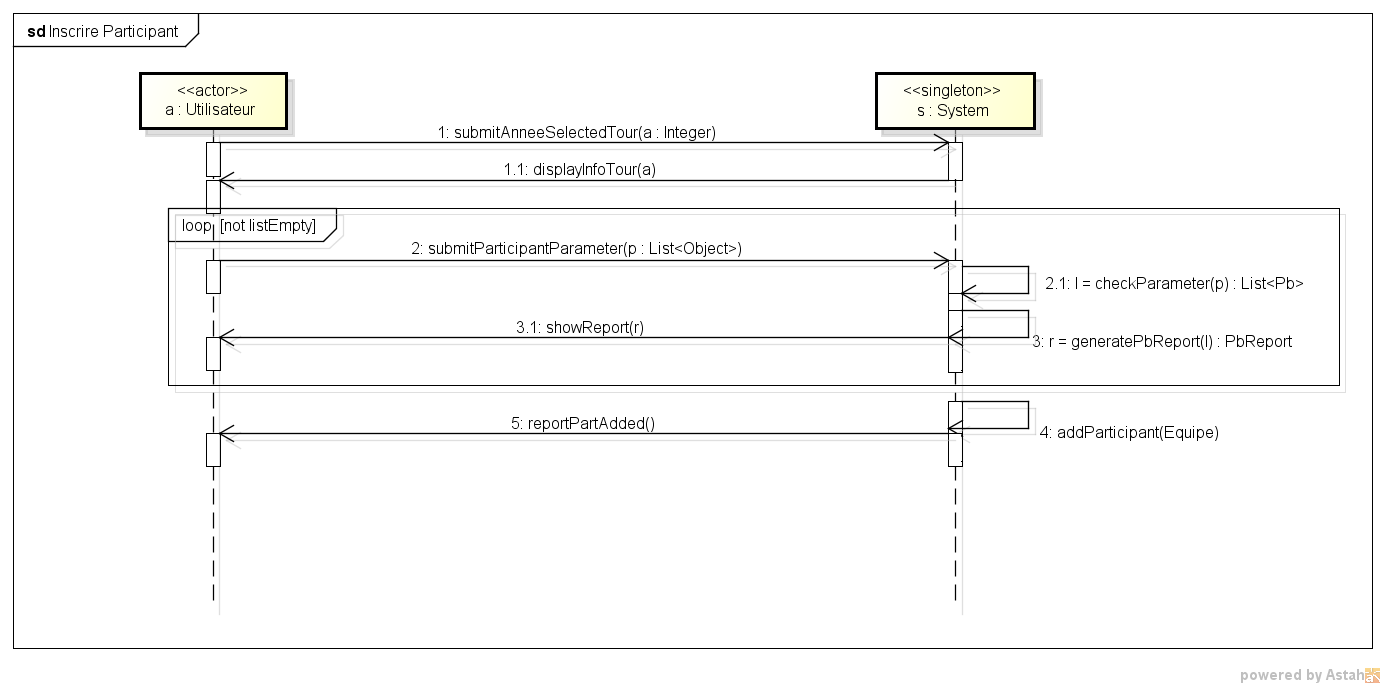 sd Inscrire Participant
<<actor>>
a : Utilisateur
<<singleton>>
s : System
1: submitAnneeSelectedTour(a : Integer)
1.1: displayInfoTour(a)
loop [not listEmpty]
2: submitParticipantParameter(p : List<Object>)
2.1: l = checkParameter(p) : List<Pb>
3.1: showReport(r)
3: r = generatePbReport(l) : PbReport
5: reportPartAdded()
4: addParticipant(Equipe)
powered by Astah